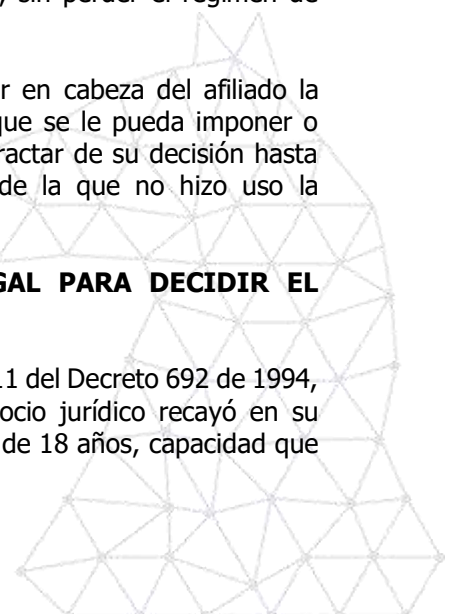 , sin perder el régimen de
r en cabeza del afiliado la
que se le pueda imponer o
ractar de su decisión hasta
de la que no hizo uso la
GAL PARA DECIDIR EL
11 del Decreto 692 de 1994,
ocio jurídico recayó en su
de 18 años, capacidad que